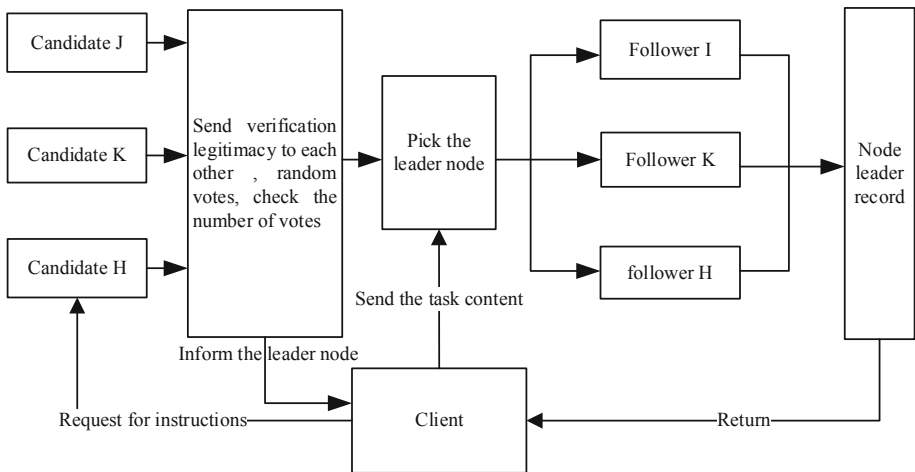 Candidate J
Candidate K
Candidate H
Send verification
legitimacy to each
other , random
votes, check the
number of votes
Pick the
leader node
Follower I
Follower K
follower H
Node
leader
record
Send the task content
Inform the leader node
Request for instructions
Client
Return